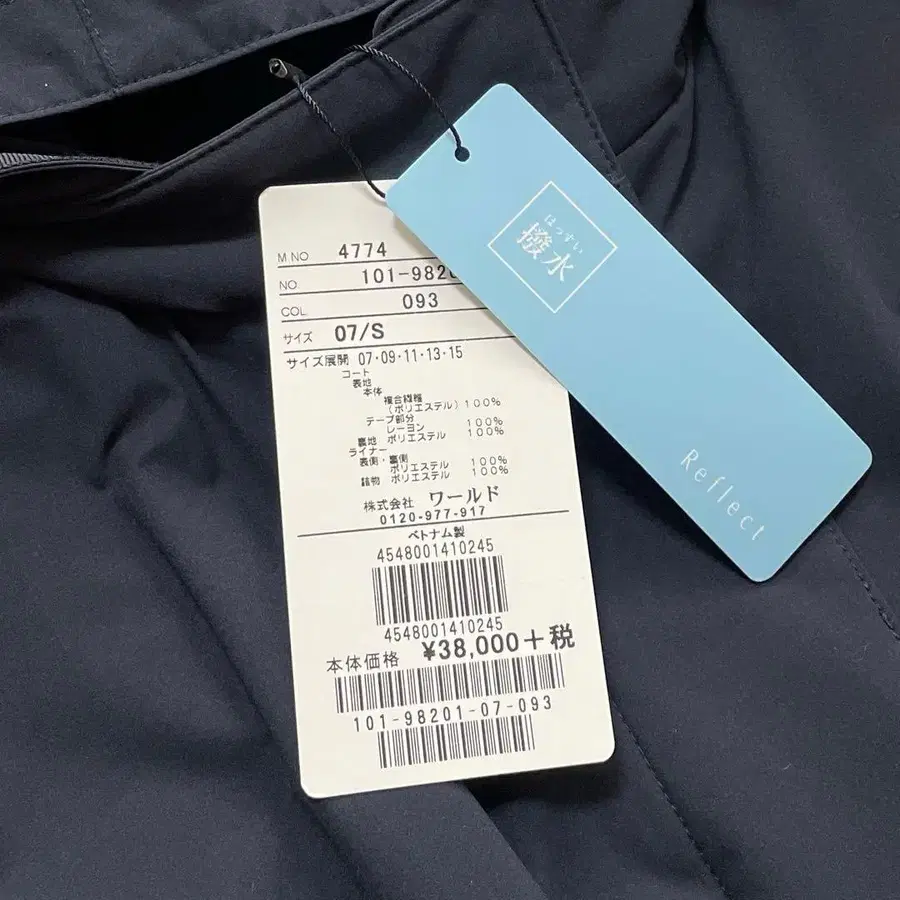 M.NO 4774
NO. 101-9820
COL 093
サイズ 07/S
サイズ展開 07・09・11・13・15
コート
表地
本体
複合繊維
(ポリエステル)100%
テープ部分
レーヨン 100%
裏地 ポリエステル 100%
ライナー
表側・裏側
ポリエステル 100%
詰物 ポリエステル 100%
株式会社 ワールド
0120-977-917
ベトナム製
4548001410245
4548001410245
本体価格 ¥38,000+税
101-98201-07-093
はっすい
撥水
Reflect